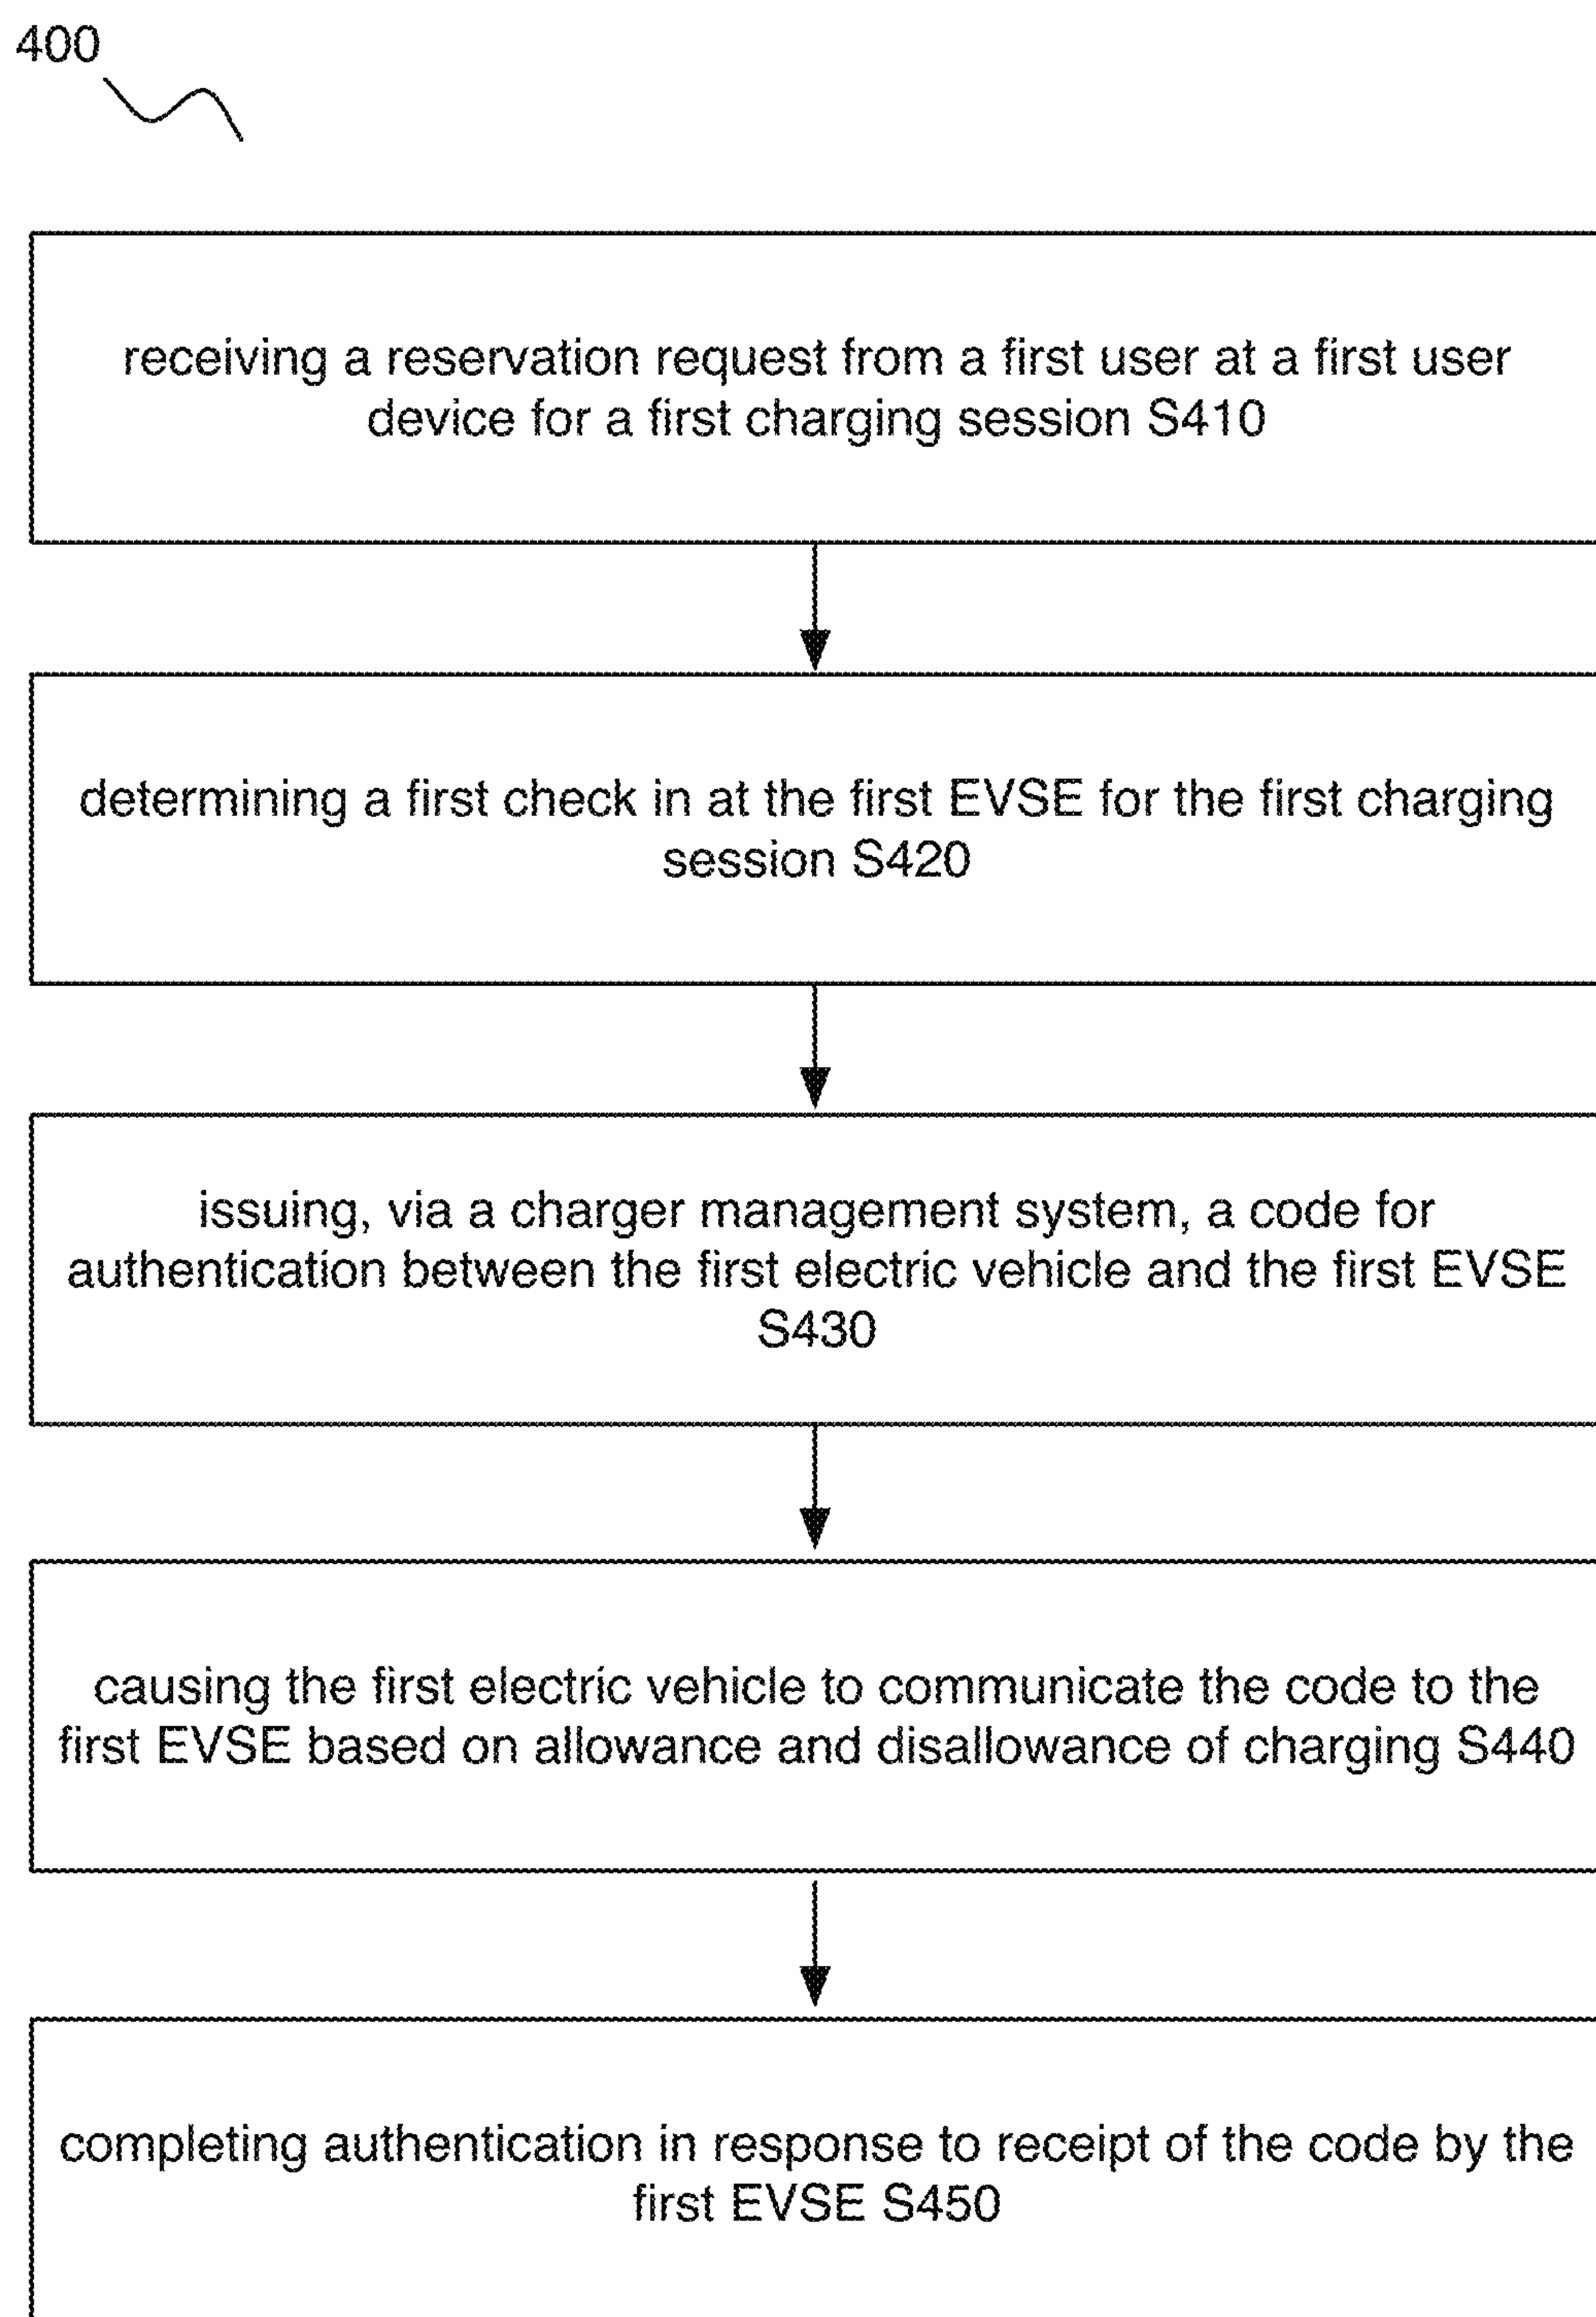 400
receiving a reservation request from a first user at a first user
device for a first charging session S410
determining a first check in at the first EVSE for the first charging
session S420
issuing, via a charger management system, a code for
authentication between the first electric vehicle and the first EVSE
S430
causing the first electric vehicle to communicate the code to the
first EVSE based on allowance and disallowance of charging S440
completing authentication in response to receipt of the code by the
first EVSE S450